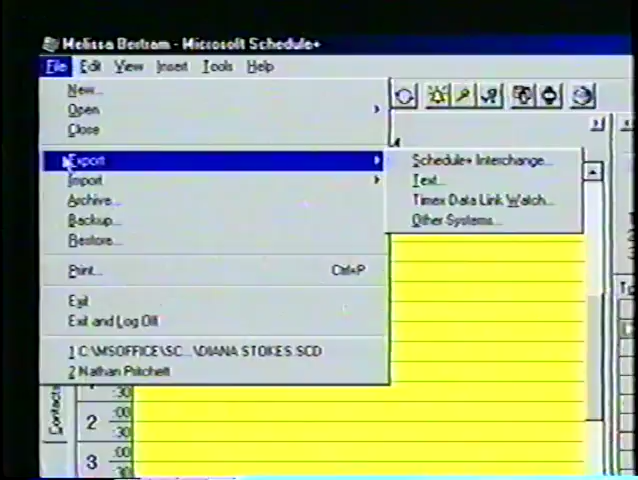 Melissa Bertram - Microsoft Schedule+
File Edit View Insert Tools Help
New...
Open
Close
Export
Import
Archive...
Backup...
Restore...
Print... Ctrl+P
Exit
Exit and Log Off
1 C:\MSOFFICE\SC...\DIANA STOKES.SCD
2 Nathan Pritchett
Schedule+ Interchange...
Text...
Timex Data Link Watch...
Other Systems...
Contacts
:30
2 :00
:30
3 :00
:30